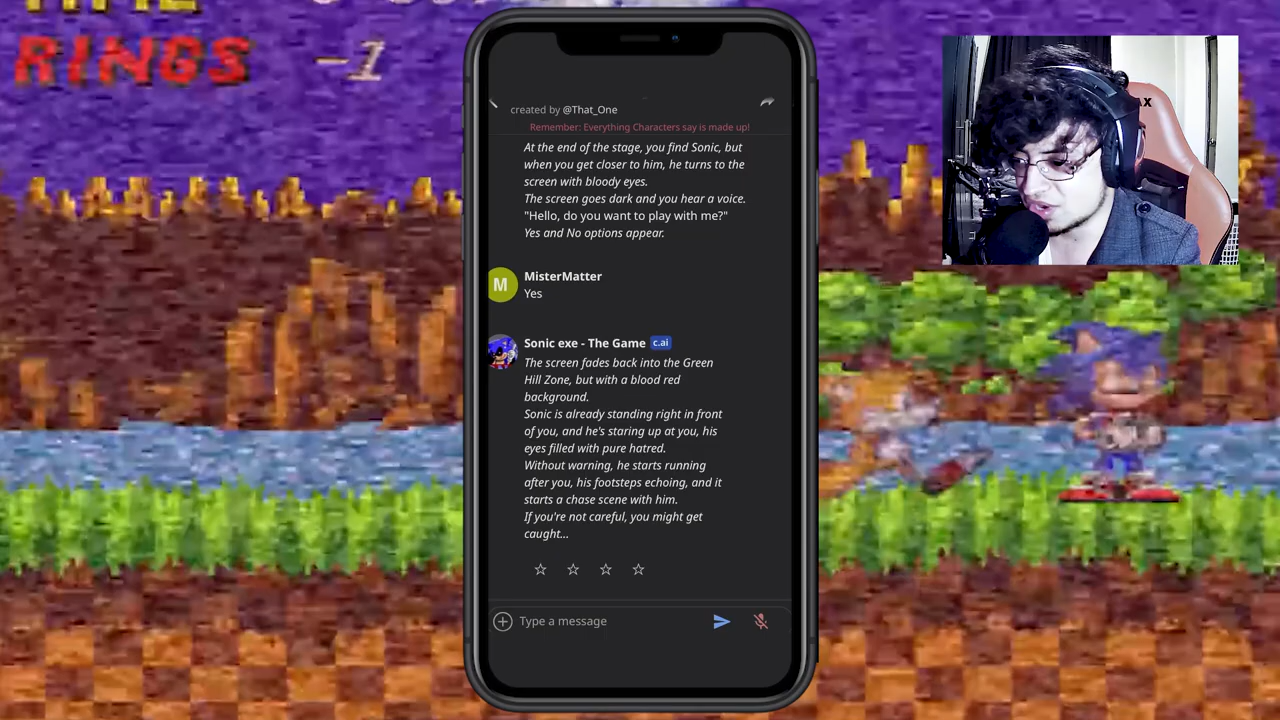 RINGS -1
created by @That_One
Remember: Everything Characters say is made up!
At the end of the stage, you find Sonic, but
when you get closer to him, he turns to the
screen with bloody eyes.
The screen goes dark and you hear a voice.
"Hello, do you want to play with me?"
Yes and No options appear.
M
MisterMatter
Yes
Sonic exe - The Game c.ai
The screen fades back into the Green
Hill Zone, but with a blood red
background.
Sonic is already standing right in front
of you, and he's staring up at you, his
eyes filled with pure hatred.
Without warning, he starts running
after you, his footsteps echoing, and it
starts a chase scene with him.
If you're not careful, you might get
caught...
Type a message